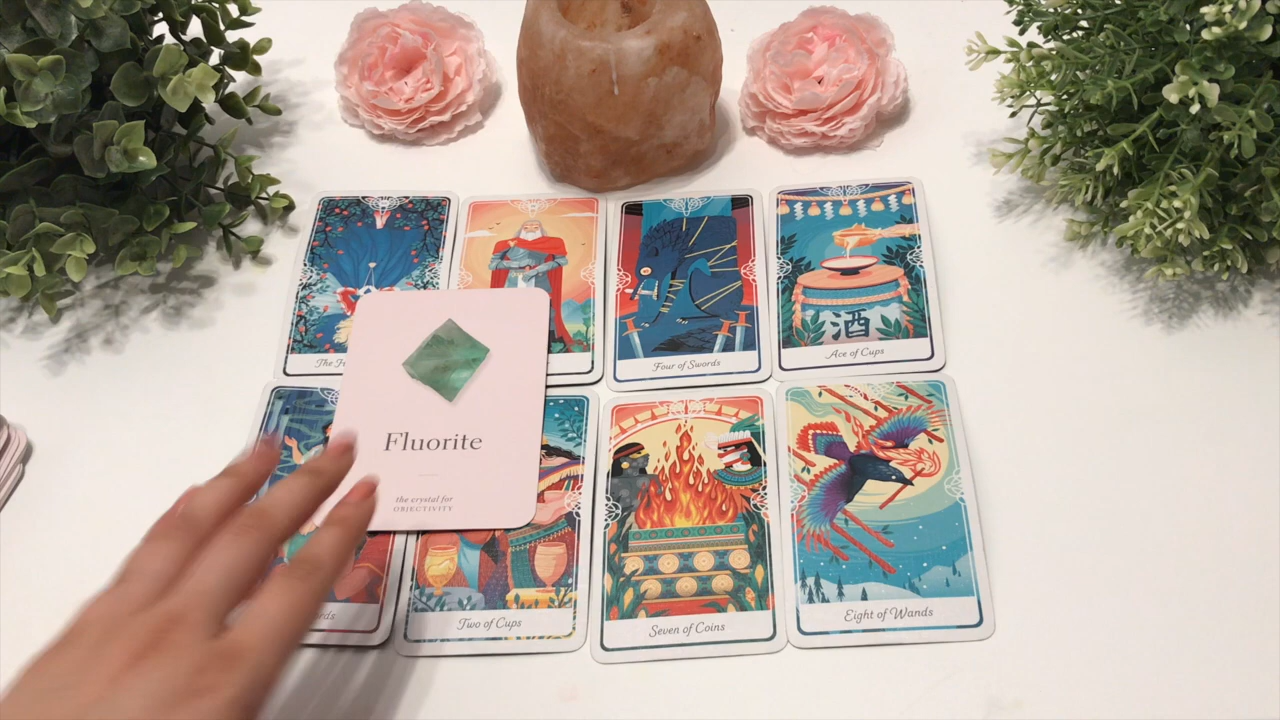 Four of Swords
酒
Ace of Cups
Fluorite
the crystal for
OBJECTIVITY
Two of Cups
Seven of Coins
Eight of Wands